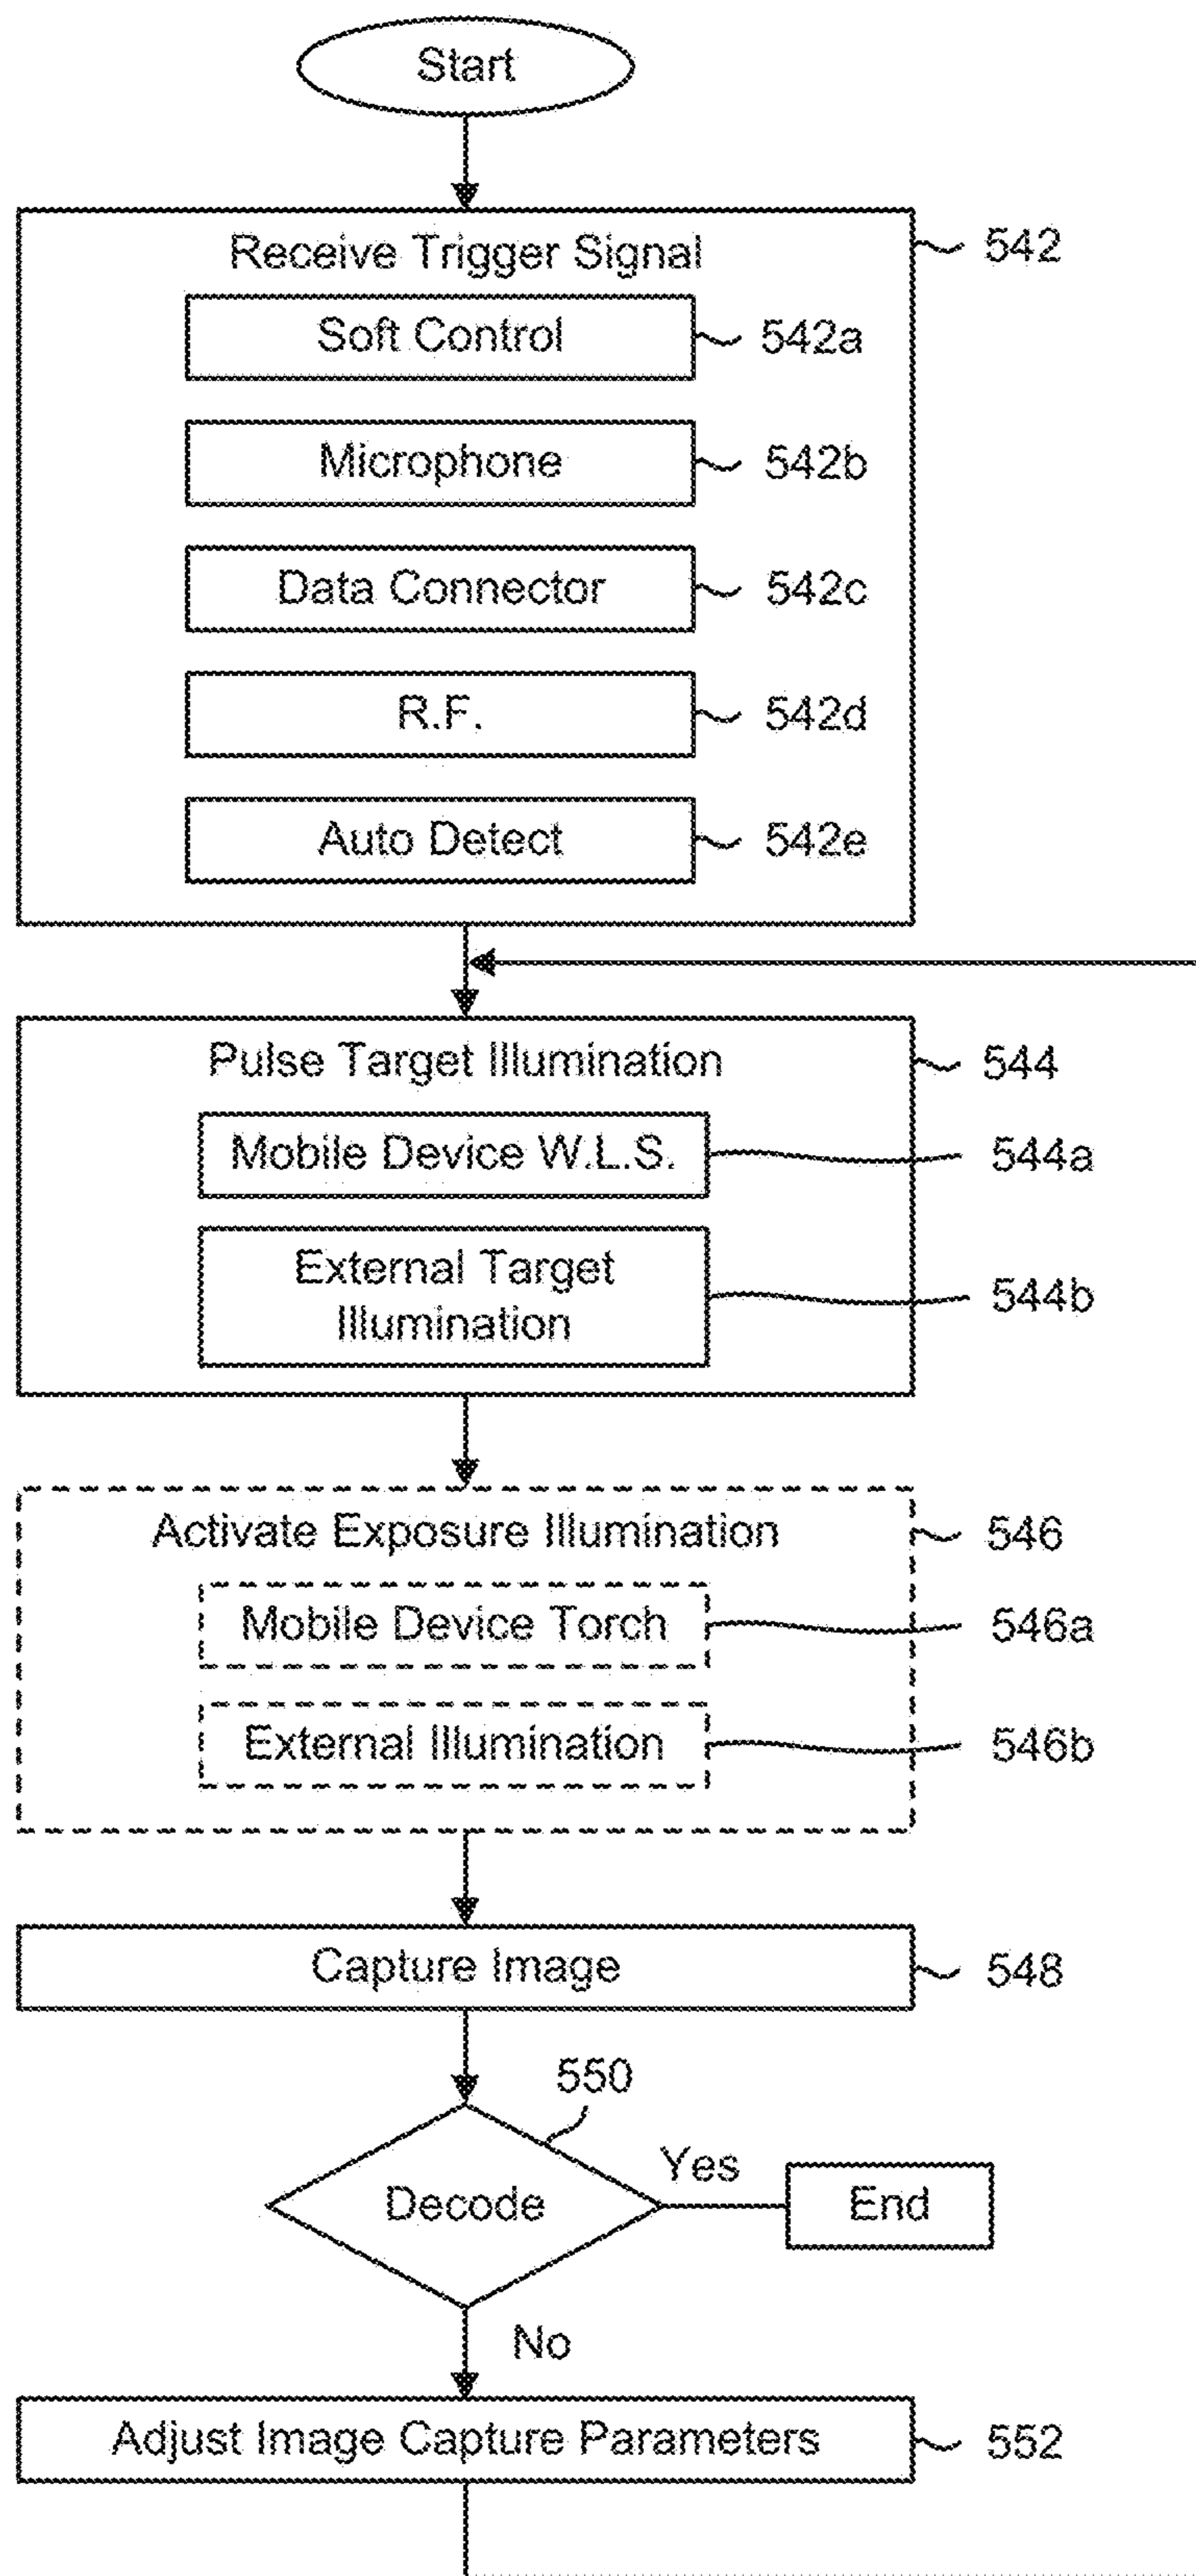 Start
Receive Trigger Signal
542
Soft Control
542a
Microphone
542b
Data Connector
542c
R.F.
542d
Auto Detect
542e
Pulse Target Illumination
544
Mobile Device W.L.S.
544a
External Target
Illumination
544b
Activate Exposure Illumination
546
Mobile Device Torch
546a
External Illumination
546b
Capture Image
548
550
Decode
Yes
End
No
Adjust Image Capture Parameters
552